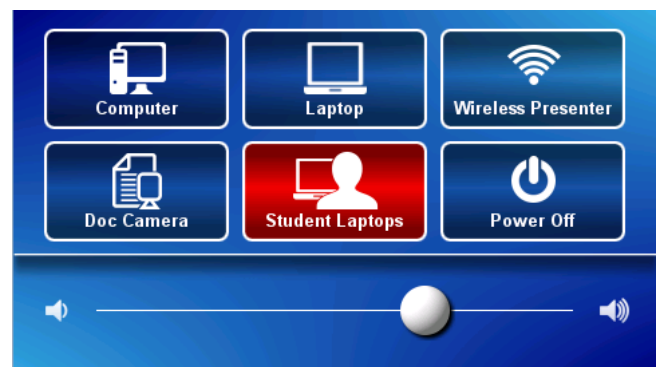 Computer
Laptop
Wireless Presenter
Doc Camera
Student Laptops
Power Off